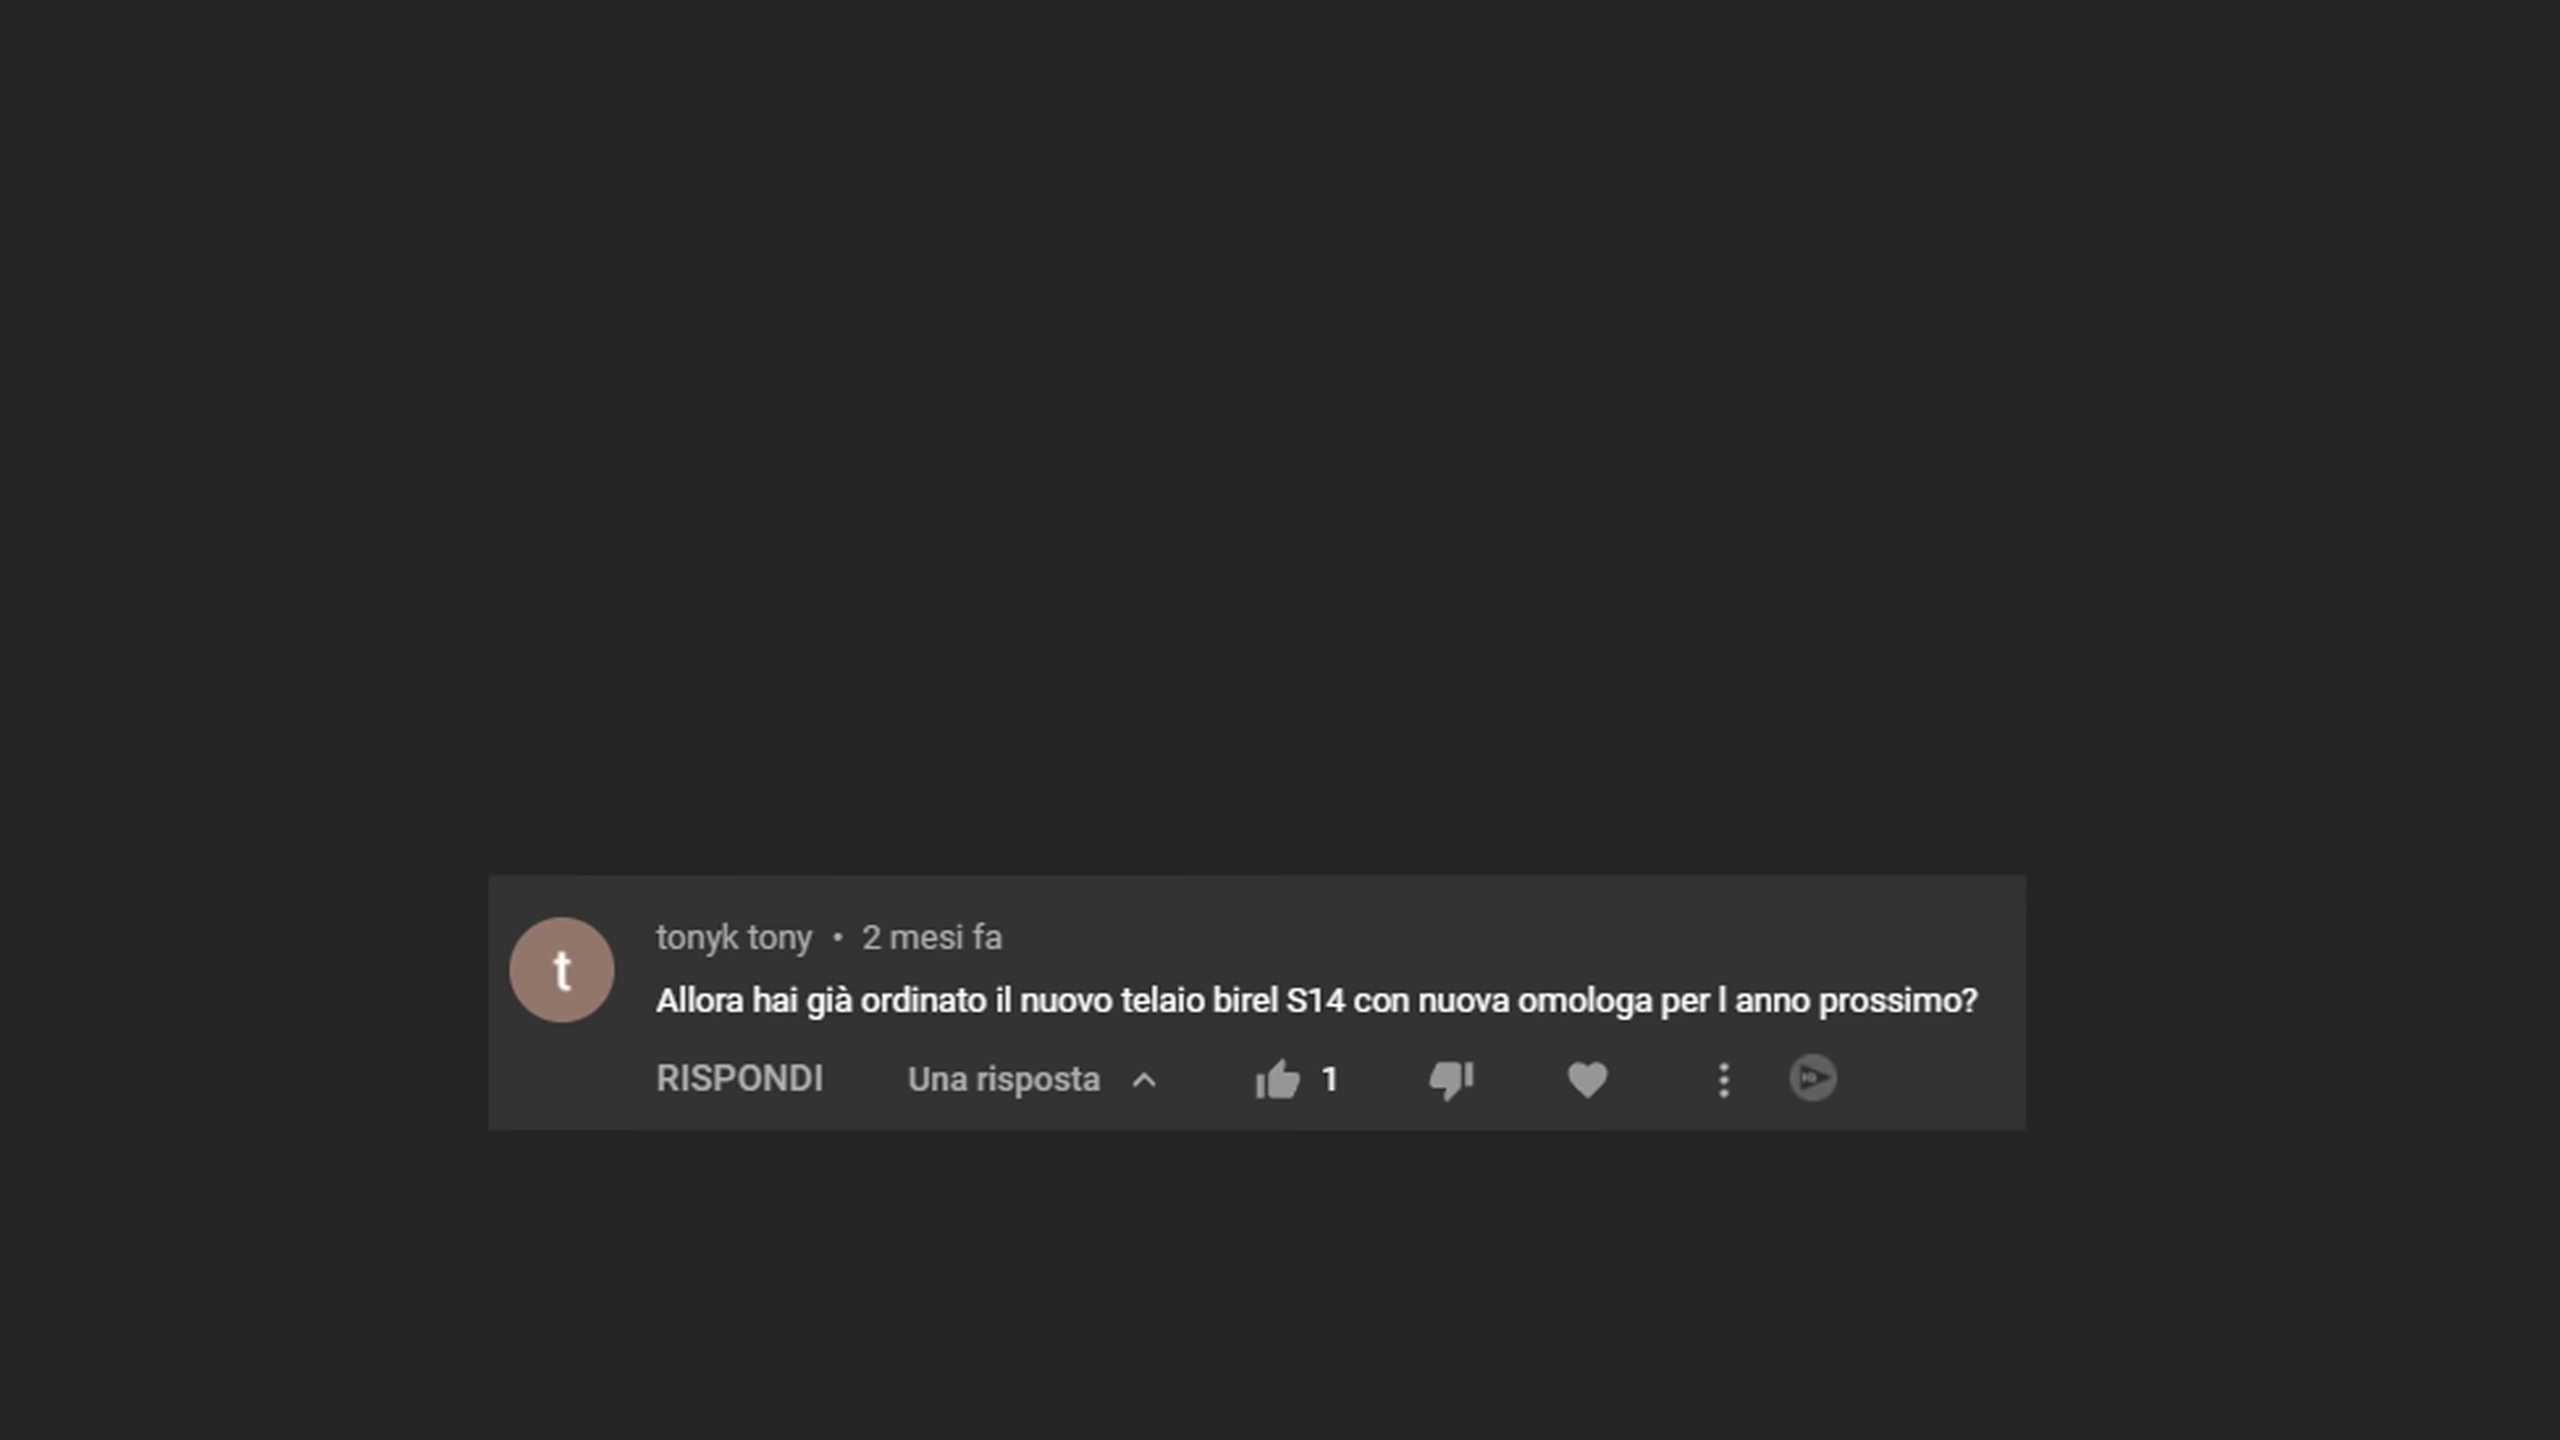 t
tonyk tony • 2 mesi fa
Allora hai già ordinato il nuovo telaio birel S14 con nuova omologa per l anno prossimo?
RISPONDI Una risposta 1